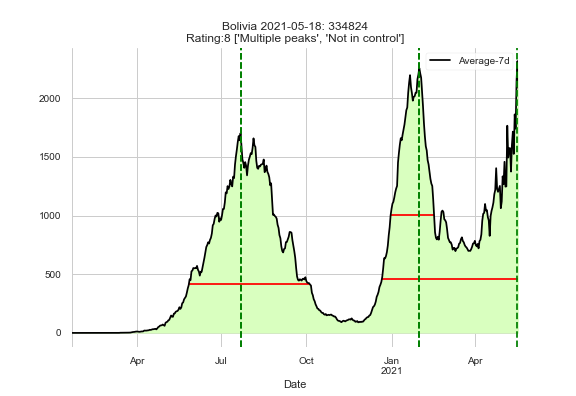 Bolivia 2021-05-18: 334824
Rating:8 ['Multiple peaks', 'Not in control']
Average-7d
2000
1500
1000
500
0
Apr Jul Oct Jan Apr
2021
Date